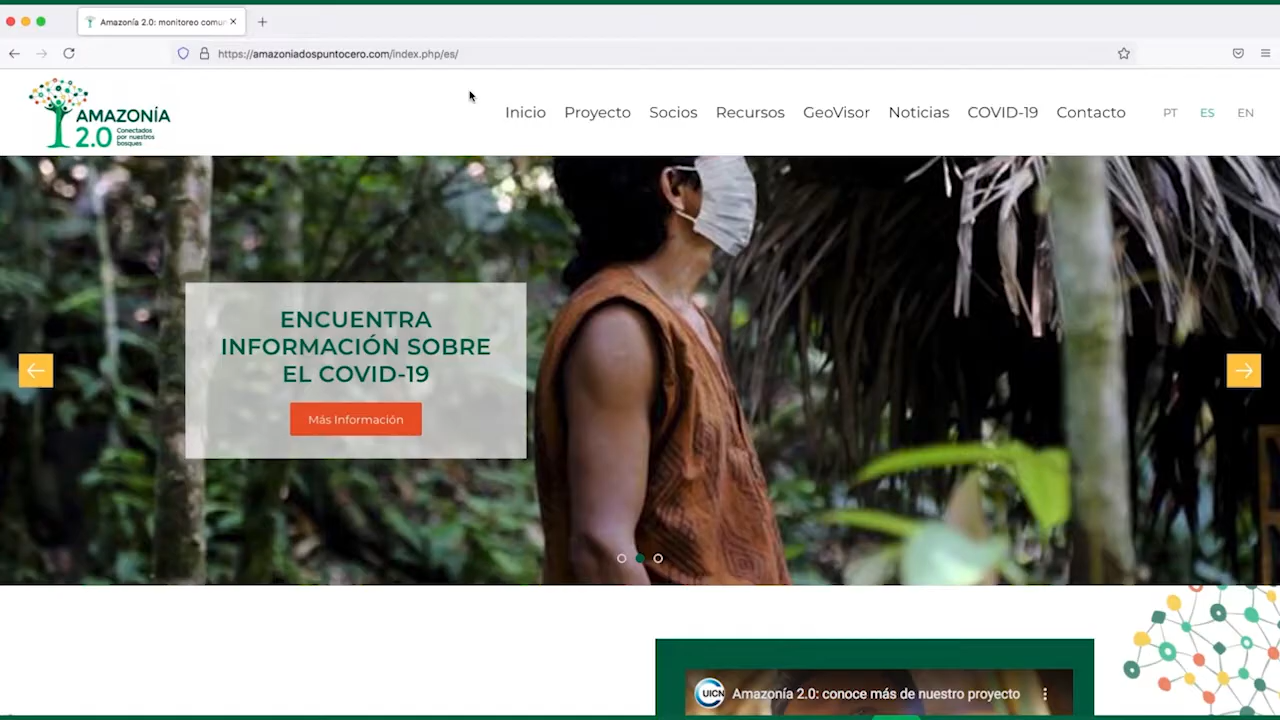 Amazonía 2.0: monitoreo comun
https://amazoniadospuntocero.com/index.php/es/
AMAZONÍA
2.0
Conectados
por nuestros
bosques
Inicio Proyecto Socios Recursos GeoVisor Noticias COVID-19 Contacto PT ES EN
ENCUENTRA
INFORMACIÓN SOBRE
EL COVID-19
Más Información
UICN Amazonía 2.0: conoce más de nuestro proyecto